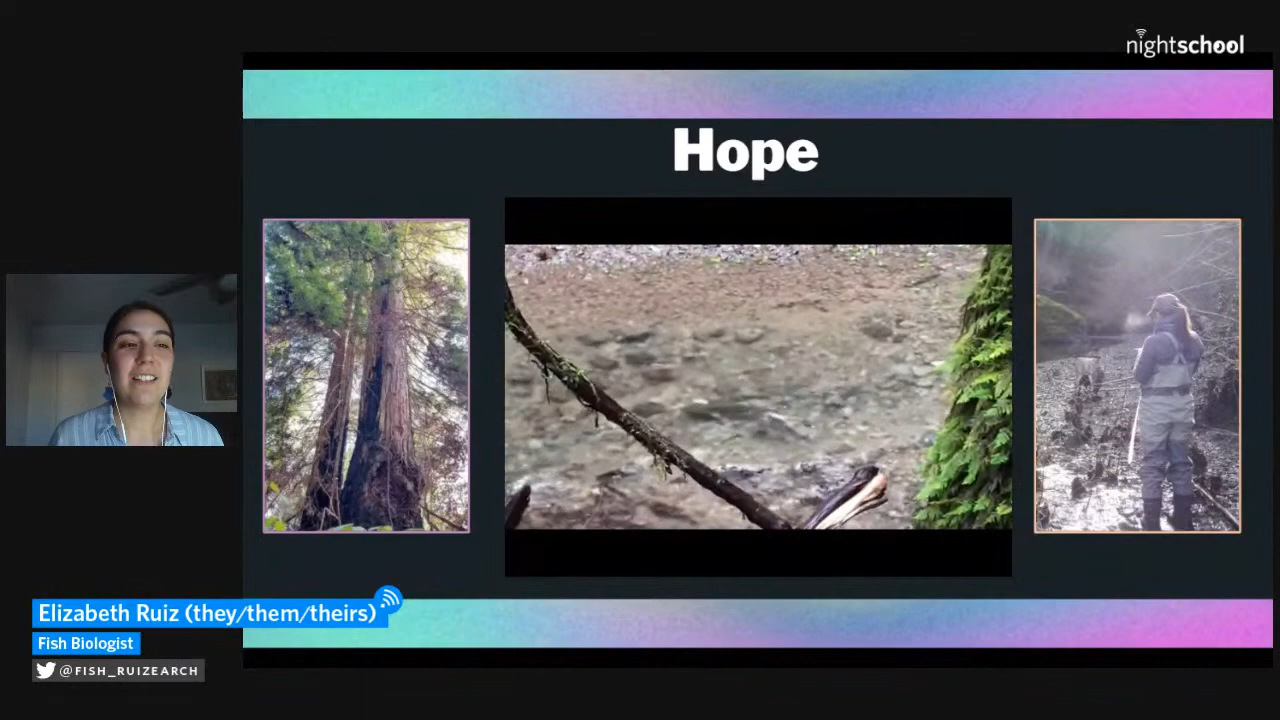 nightschool
Hope
Elizabeth Ruiz (they/them/theirs)
Fish Biologist
@FISH_RUIZEARCH